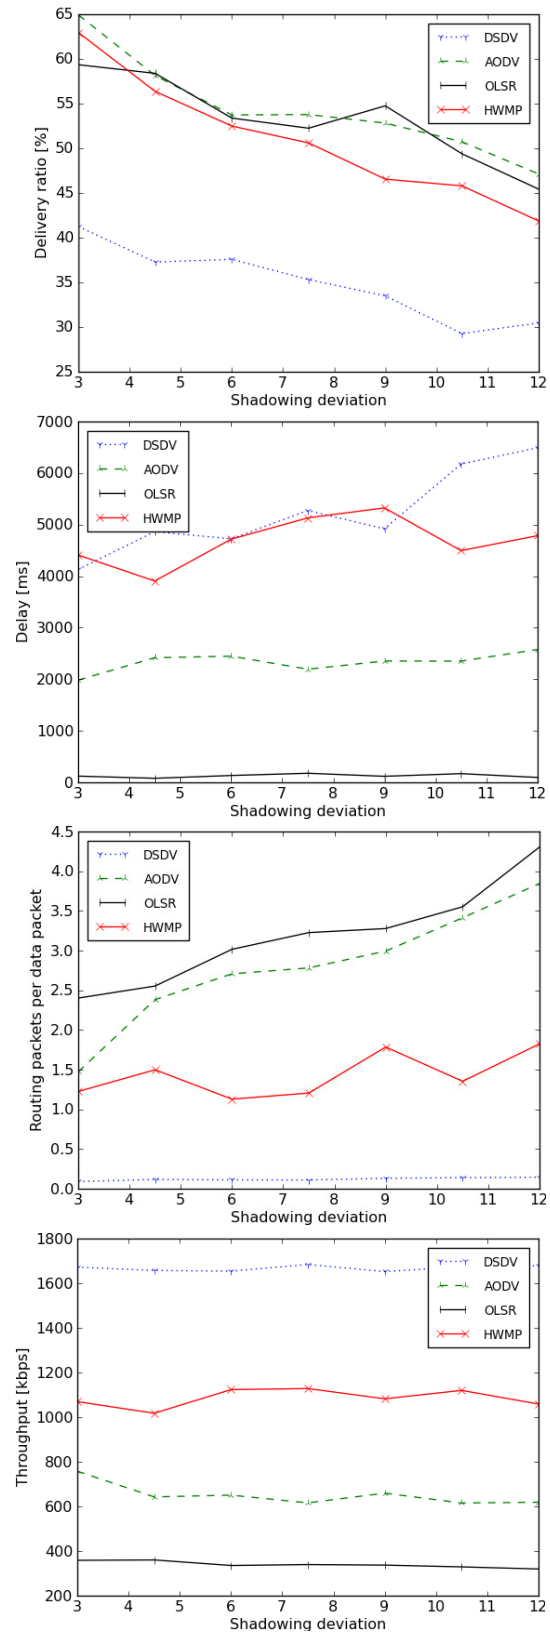 65
60
55
50
45
40
35
30
25
Delivery ratio [%]
DSDV
AODV
OLSR
HWMP
3 4 5 6 7 8 9 10 11 12
Shadowing deviation
7000
6000
5000
4000
3000
2000
1000
0
Delay [ms]
DSDV
AODV
OLSR
HWMP
3 4 5 6 7 8 9 10 11 12
Shadowing deviation
4.5
4.0
3.5
3.0
2.5
2.0
1.5
1.0
0.5
0.0
Routing packets per data packet
DSDV
AODV
OLSR
HWMP
3 4 5 6 7 8 9 10 11 12
Shadowing deviation
1800
1600
1400
1200
1000
800
600
400
200
Throughput [kbps]
DSDV
AODV
OLSR
HWMP
3 4 5 6 7 8 9 10 11 12
Shadowing deviation